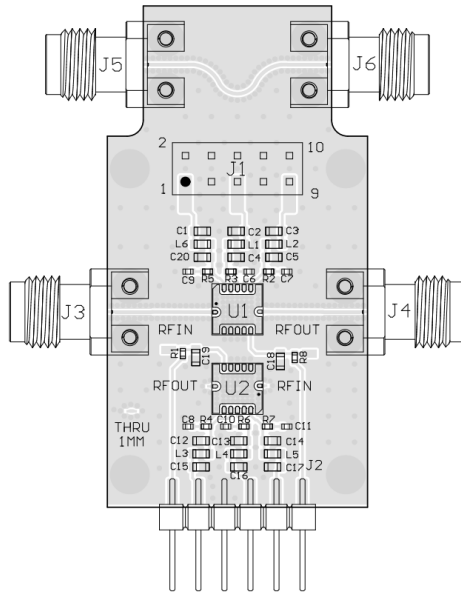 J5 J6
2 10
J1
1 9
C1 C2 C3
L6 L1 L2
C20 C4 C5
C9 R5 R3 C6 R2 C7
J3 U1 J4
RFIN RFOUT
R1 C19 C18 R8
RFOUT U2 RFIN
C8 R4 C10 R6 R7 C11
THRU
1MM
C12 C13 C14
L3 L4 L5
C15 C16 C17 J2